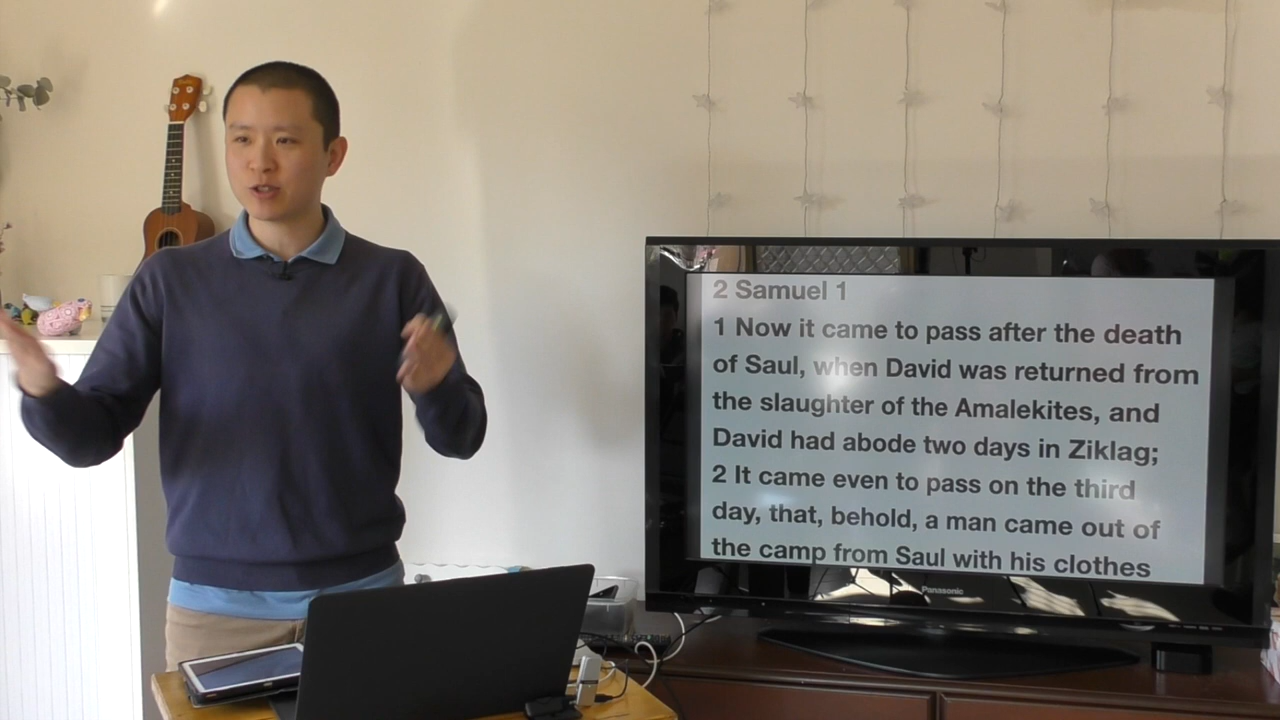 2 Samuel 1
1 Now it came to pass after the death
of Saul, when David was returned from
the slaughter of the Amalekites, and
David had abode two days in Ziklag;
2 It came even to pass on the third
day, that, behold, a man came out of
the camp from Saul with his clothes
Panasonic